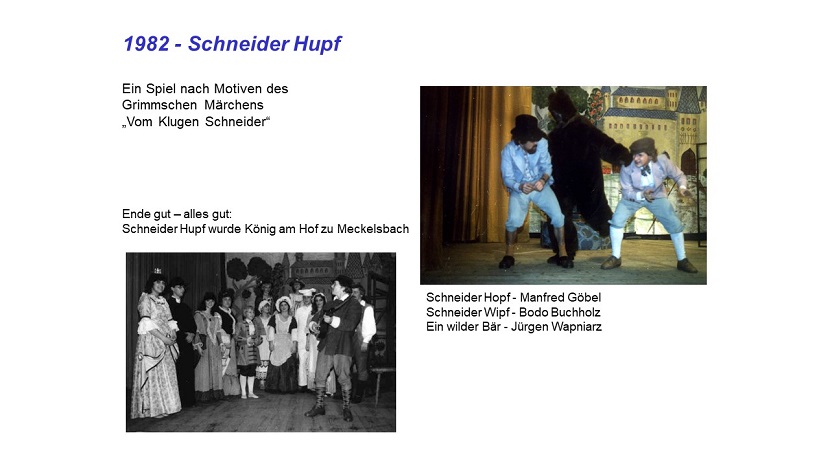 1982 - Schneider Hupf
Ein Spiel nach Motiven des
Grimmschen Märchens
„Vom Klugen Schneider“
Ende gut – alles gut:
Schneider Hupf wurde König am Hof zu Meckelsbach
Schneider Hopf - Manfred Göbel
Schneider Wipf - Bodo Buchholz
Ein wilder Bär - Jürgen Wapniarz